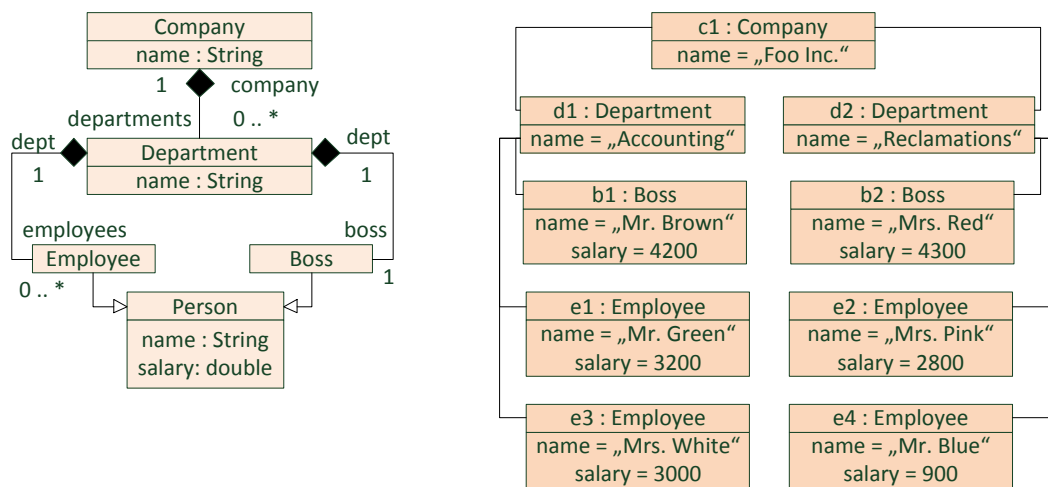 Company
name : String
1
company
departments
0 .. *
dept
1
Department
name : String
dept
1
employees
Employee
0 .. *
boss
Boss
1
Person
name : String
salary: double
c1 : Company
name = „Foo Inc.“
d1 : Department
name = „Accounting“
d2 : Department
name = „Reclamations“
b1 : Boss
name = „Mr. Brown“
salary = 4200
b2 : Boss
name = „Mrs. Red“
salary = 4300
e1 : Employee
name = „Mr. Green“
salary = 3200
e2 : Employee
name = „Mrs. Pink“
salary = 2800
e3 : Employee
name = „Mrs. White“
salary = 3000
e4 : Employee
name = „Mr. Blue“
salary = 900